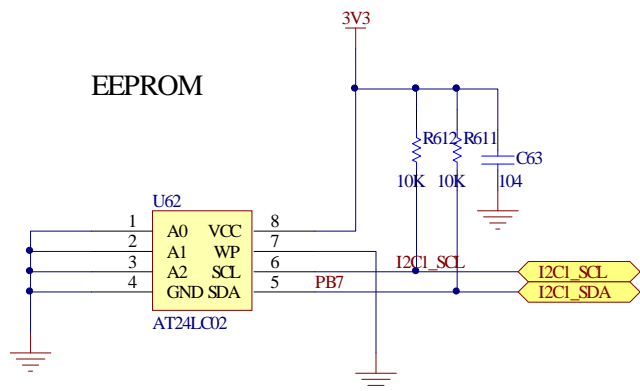 3V3
EEPROM
R612 R611
C63
10K 10K 104
U62
1 A0 VCC 8
2 A1 WP 7
3 A2 SCL 6 I2C1_SCL I2C1_SCL
4 GND SDA 5 PB7 I2C1_SDA
AT24LC02